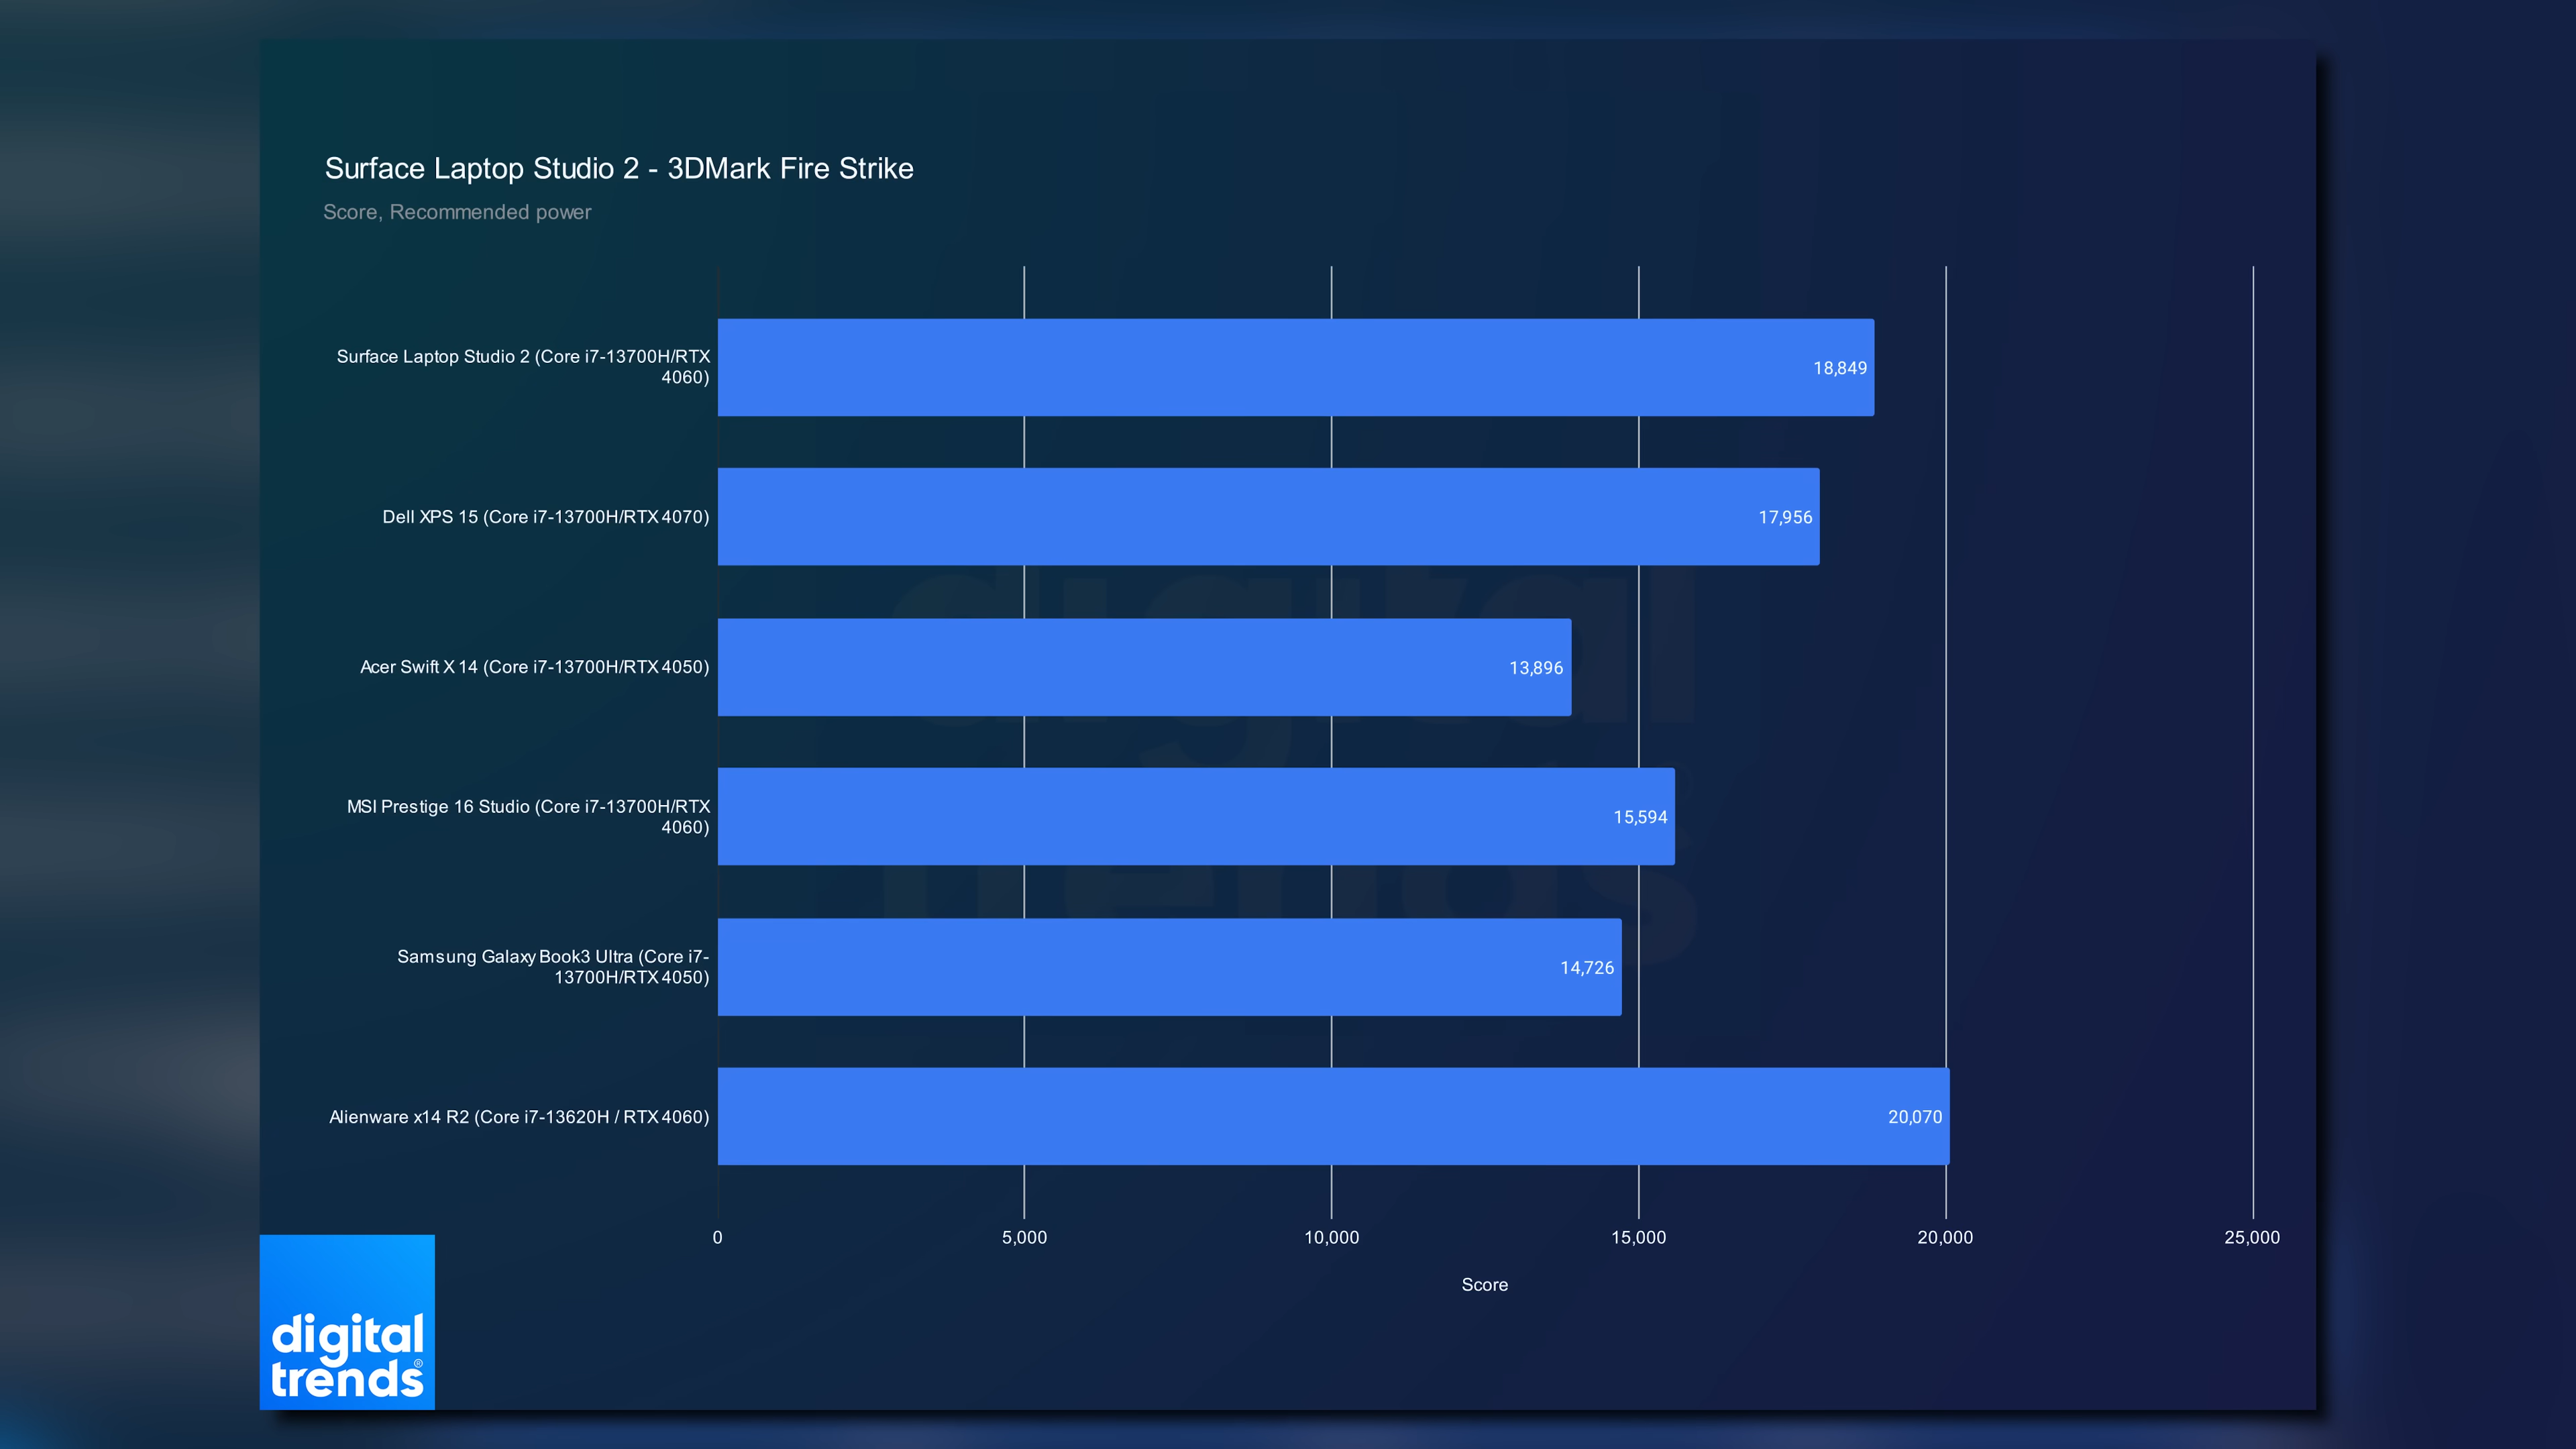 Surface Laptop Studio 2 - 3DMark Fire Strike
Score, Recommended power
Surface Laptop Studio 2 (Core i7-13700H/RTX
4060)
18,849
Dell XPS 15 (Core i7-13700H/RTX 4070)
17,956
Acer Swift X 14 (Core i7-13700H/RTX 4050)
13,896
MSI Prestige 16 Studio (Core i7-13700H/RTX
4060)
15,594
Samsung Galaxy Book3 Ultra (Core i7-
13700H/RTX 4050)
14,726
Alienware x14 R2 (Core i7-13620H / RTX 4060)
20,070
0 5,000 10,000 15,000 20,000 25,000
Score
digital
trends®
digital
trends